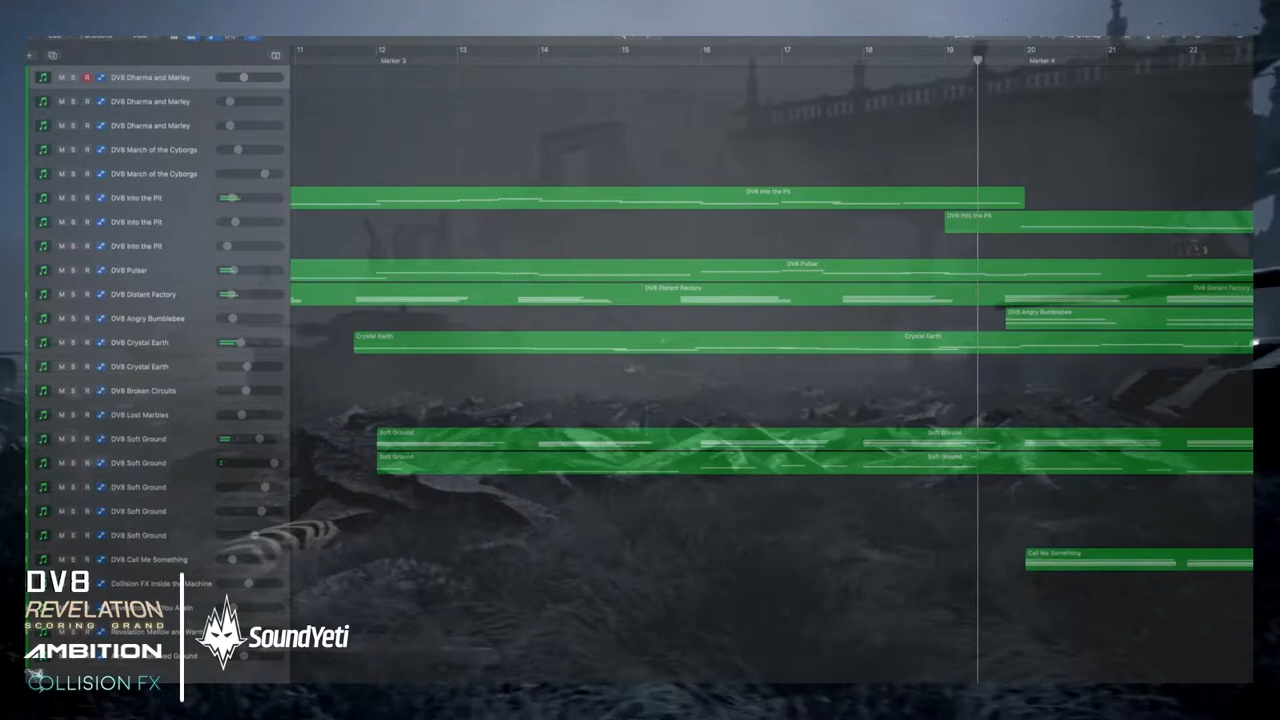 11 12 13 14 15 16 17 18 19 20 21 22
Marker 3 Marker 4
M S R DV8 Dharma and Marley
M S R DV8 Dharma and Marley
M S R DV8 Dharma and Marley
M S R DV8 March of the Cyborgs
M S R DV8 March of the Cyborgs
M S R DV8 Into the Pit DV8 Into the Pit
M S R DV8 Into the Pit DV8 Into the Pit
M S R DV8 Into the Pit
M S R DV8 Pulsar DV8 Pulsar
M S R DV8 Distant Factory DV8 Distant Factory DV8 Distant Factory
M S R DV8 Angry Bumblebee DV8 Angry Bumblebee
M S R DV8 Crystal Earth Crystal Earth Crystal Earth
M S R DV8 Crystal Earth
M S R DV8 Broken Circuits
M S R DV8 Lost Marbles
M S R DV8 Soft Ground Soft Ground Soft Ground
M S R DV8 Soft Ground Soft Ground Soft Ground
M S R DV8 Soft Ground
M S R DV8 Soft Ground
M S R DV8 Soft Ground
M S R DV8 Call Me Something Call Me Something
Collision FX Inside the Machine
Revelation Mellow and Warm
DV8
REVELATION
SCORING GRAND
AMBITION
COLLISION FX
SoundYeti